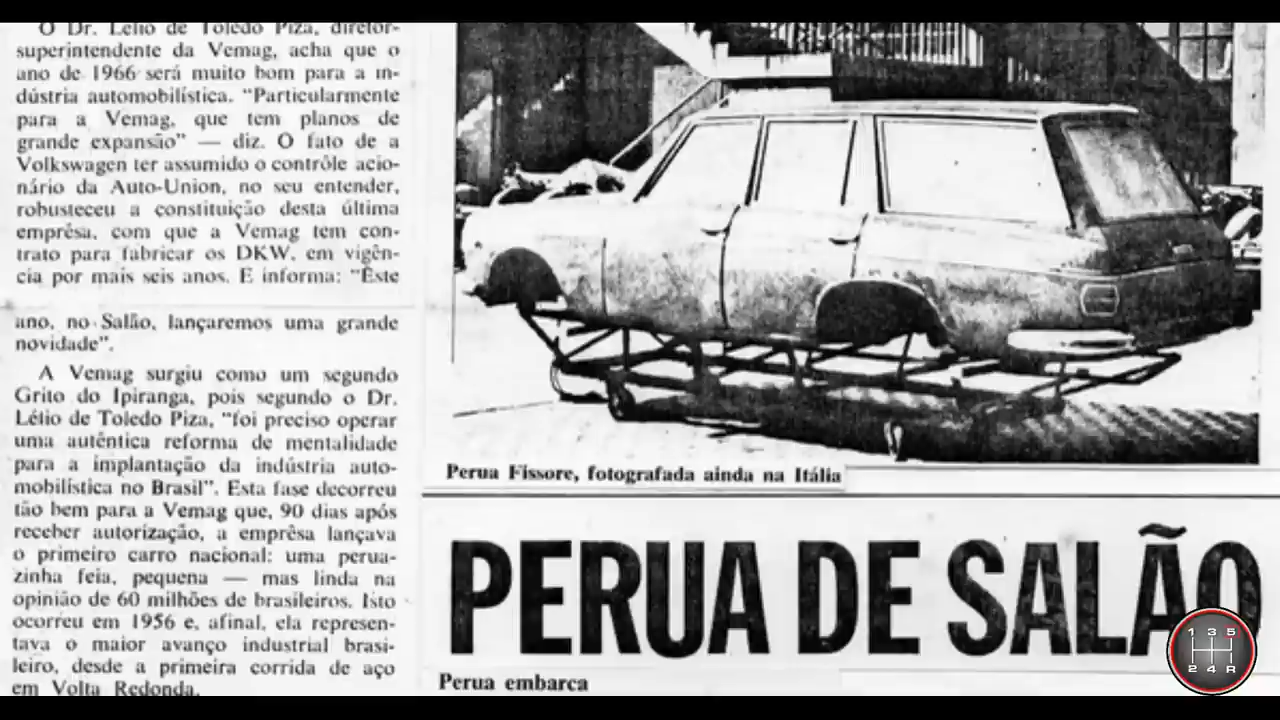 O Dr. Lélio de Toledo Piza, diretor-
superintendente da Vemag, acha que o
ano de 1966 será muito bom para a in-
dústria automobilística. “Particularmente
para a Vemag, que tem planos de
grande expansão” — diz. O fato de a
Volkswagen ter assumido o contrôle acio-
nário da Auto-Union, no seu entender,
robusteceu a constituição desta última
emprêsa, com que a Vemag tem con-
trato para fabricar os DKW, em vigên-
cia por mais seis anos. E informa: “Êste
ano, no Salão, lançaremos uma grande
novidade”.
A Vemag surgiu como um segundo
Grito do Ipiranga, pois segundo o Dr.
Lélio de Toledo Piza, “foi preciso operar
uma autêntica reforma de mentalidade
para a implantação da indústria auto-
mobilística no Brasil”. Esta fase decorreu
tão bem para a Vemag que, 90 dias após
receber autorização, a emprêsa lançava
o primeiro carro nacional: uma perua-
zinha feia, pequena — mas linda na
opinião de 60 milhões de brasileiros. Isto
ocorreu em 1956 e, afinal, ela represen-
tava o maior avanço industrial brasi-
leiro, desde a primeira corrida de aço
em Volta Redonda.
Perua Fissore, fotografada ainda na Itália
PERUA DE SALÃO
Perua embarca
1 3 5
2 4 R